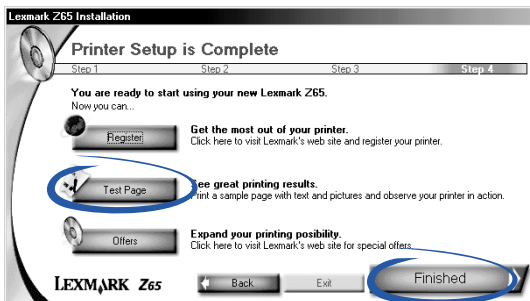 Lexmark Z65 Installation
Printer Setup is Complete
Step 1 Step 2 Step 3 Step 4
You are ready to start using your new Lexmark Z65.
Now you can...
Register
Get the most out of your printer.
Click here to visit Lexmark's web site and register your printer.
Test Page
See great printing results.
Print a sample page with text and pictures and observe your printer in action.
Offers
Expand your printing posibility.
Click here to visit Lexmark's web site for special offers.
LEXMARK Z65
Back Exit Finished